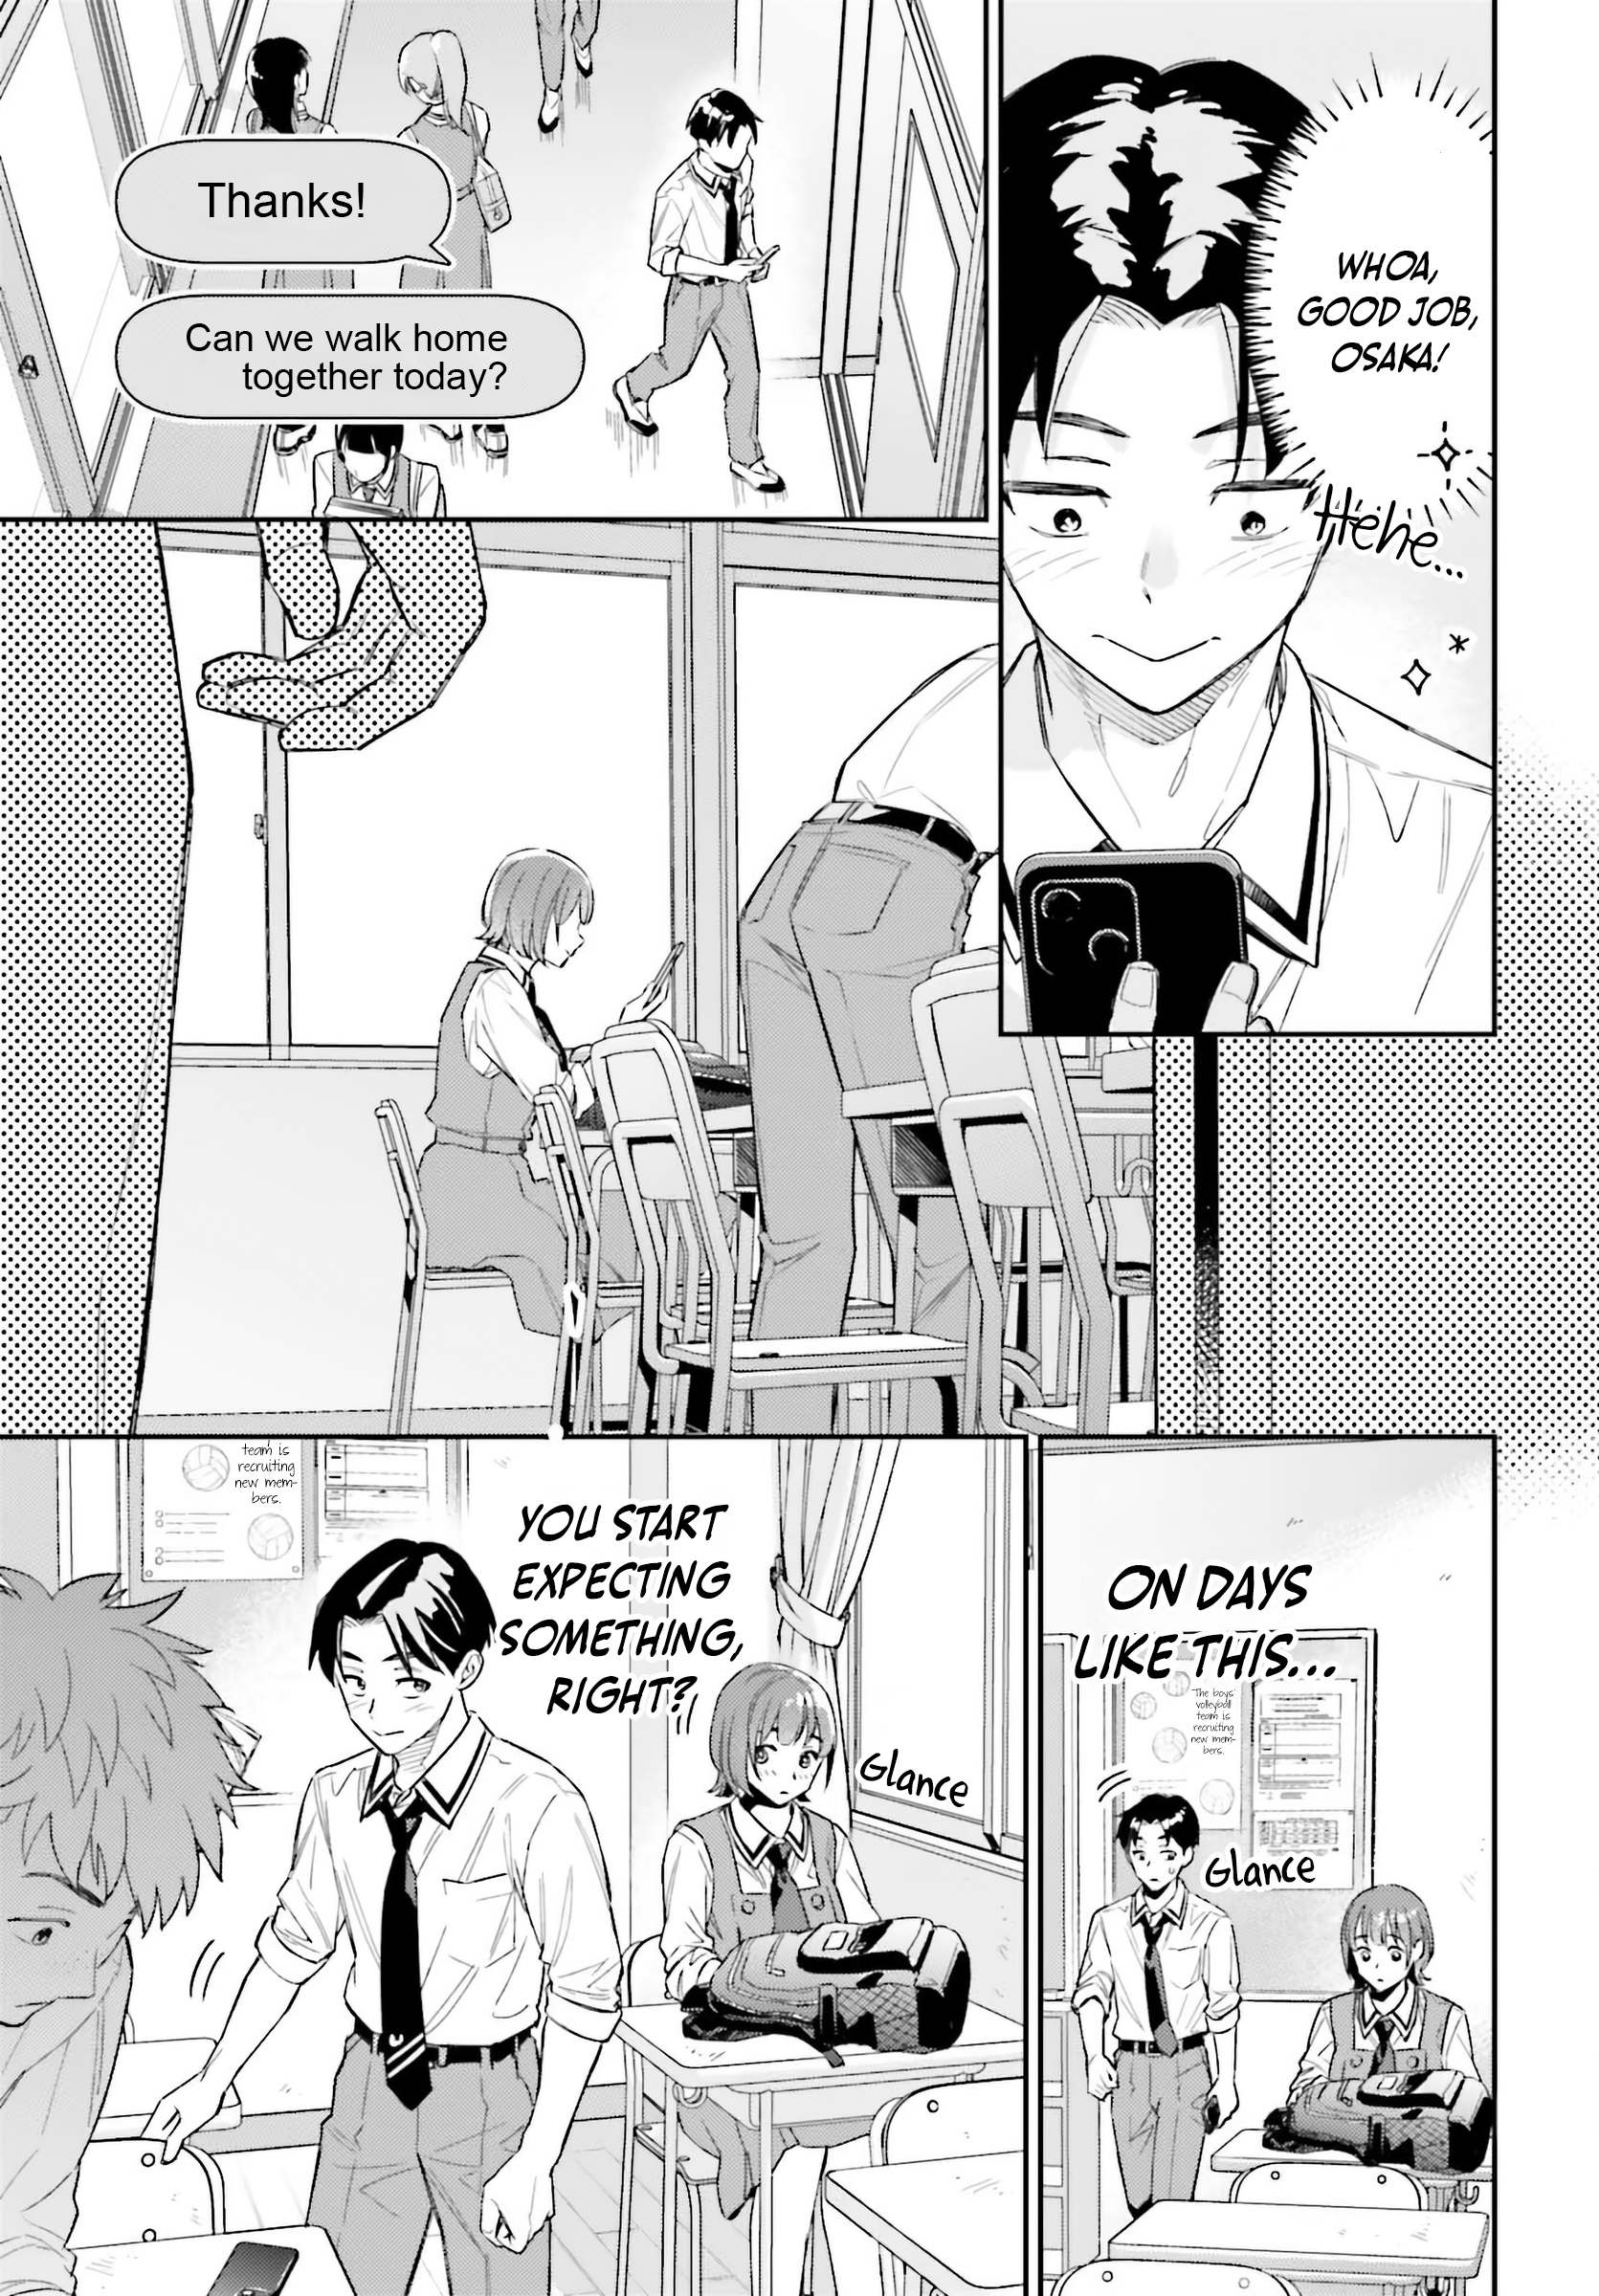 WHOA,
GOOD JOB,
OSAKA!
Hehe...
Thanks!
Can we walk home
together today?
ON DAYS
LIKE THIS...
The boys'
volleyball
team is
recruiting
new mem-
bers.
Glance
YOU START
EXPECTING
SOMETHING,
RIGHT?
team is
recruiting
new mem-
bers.
Glance